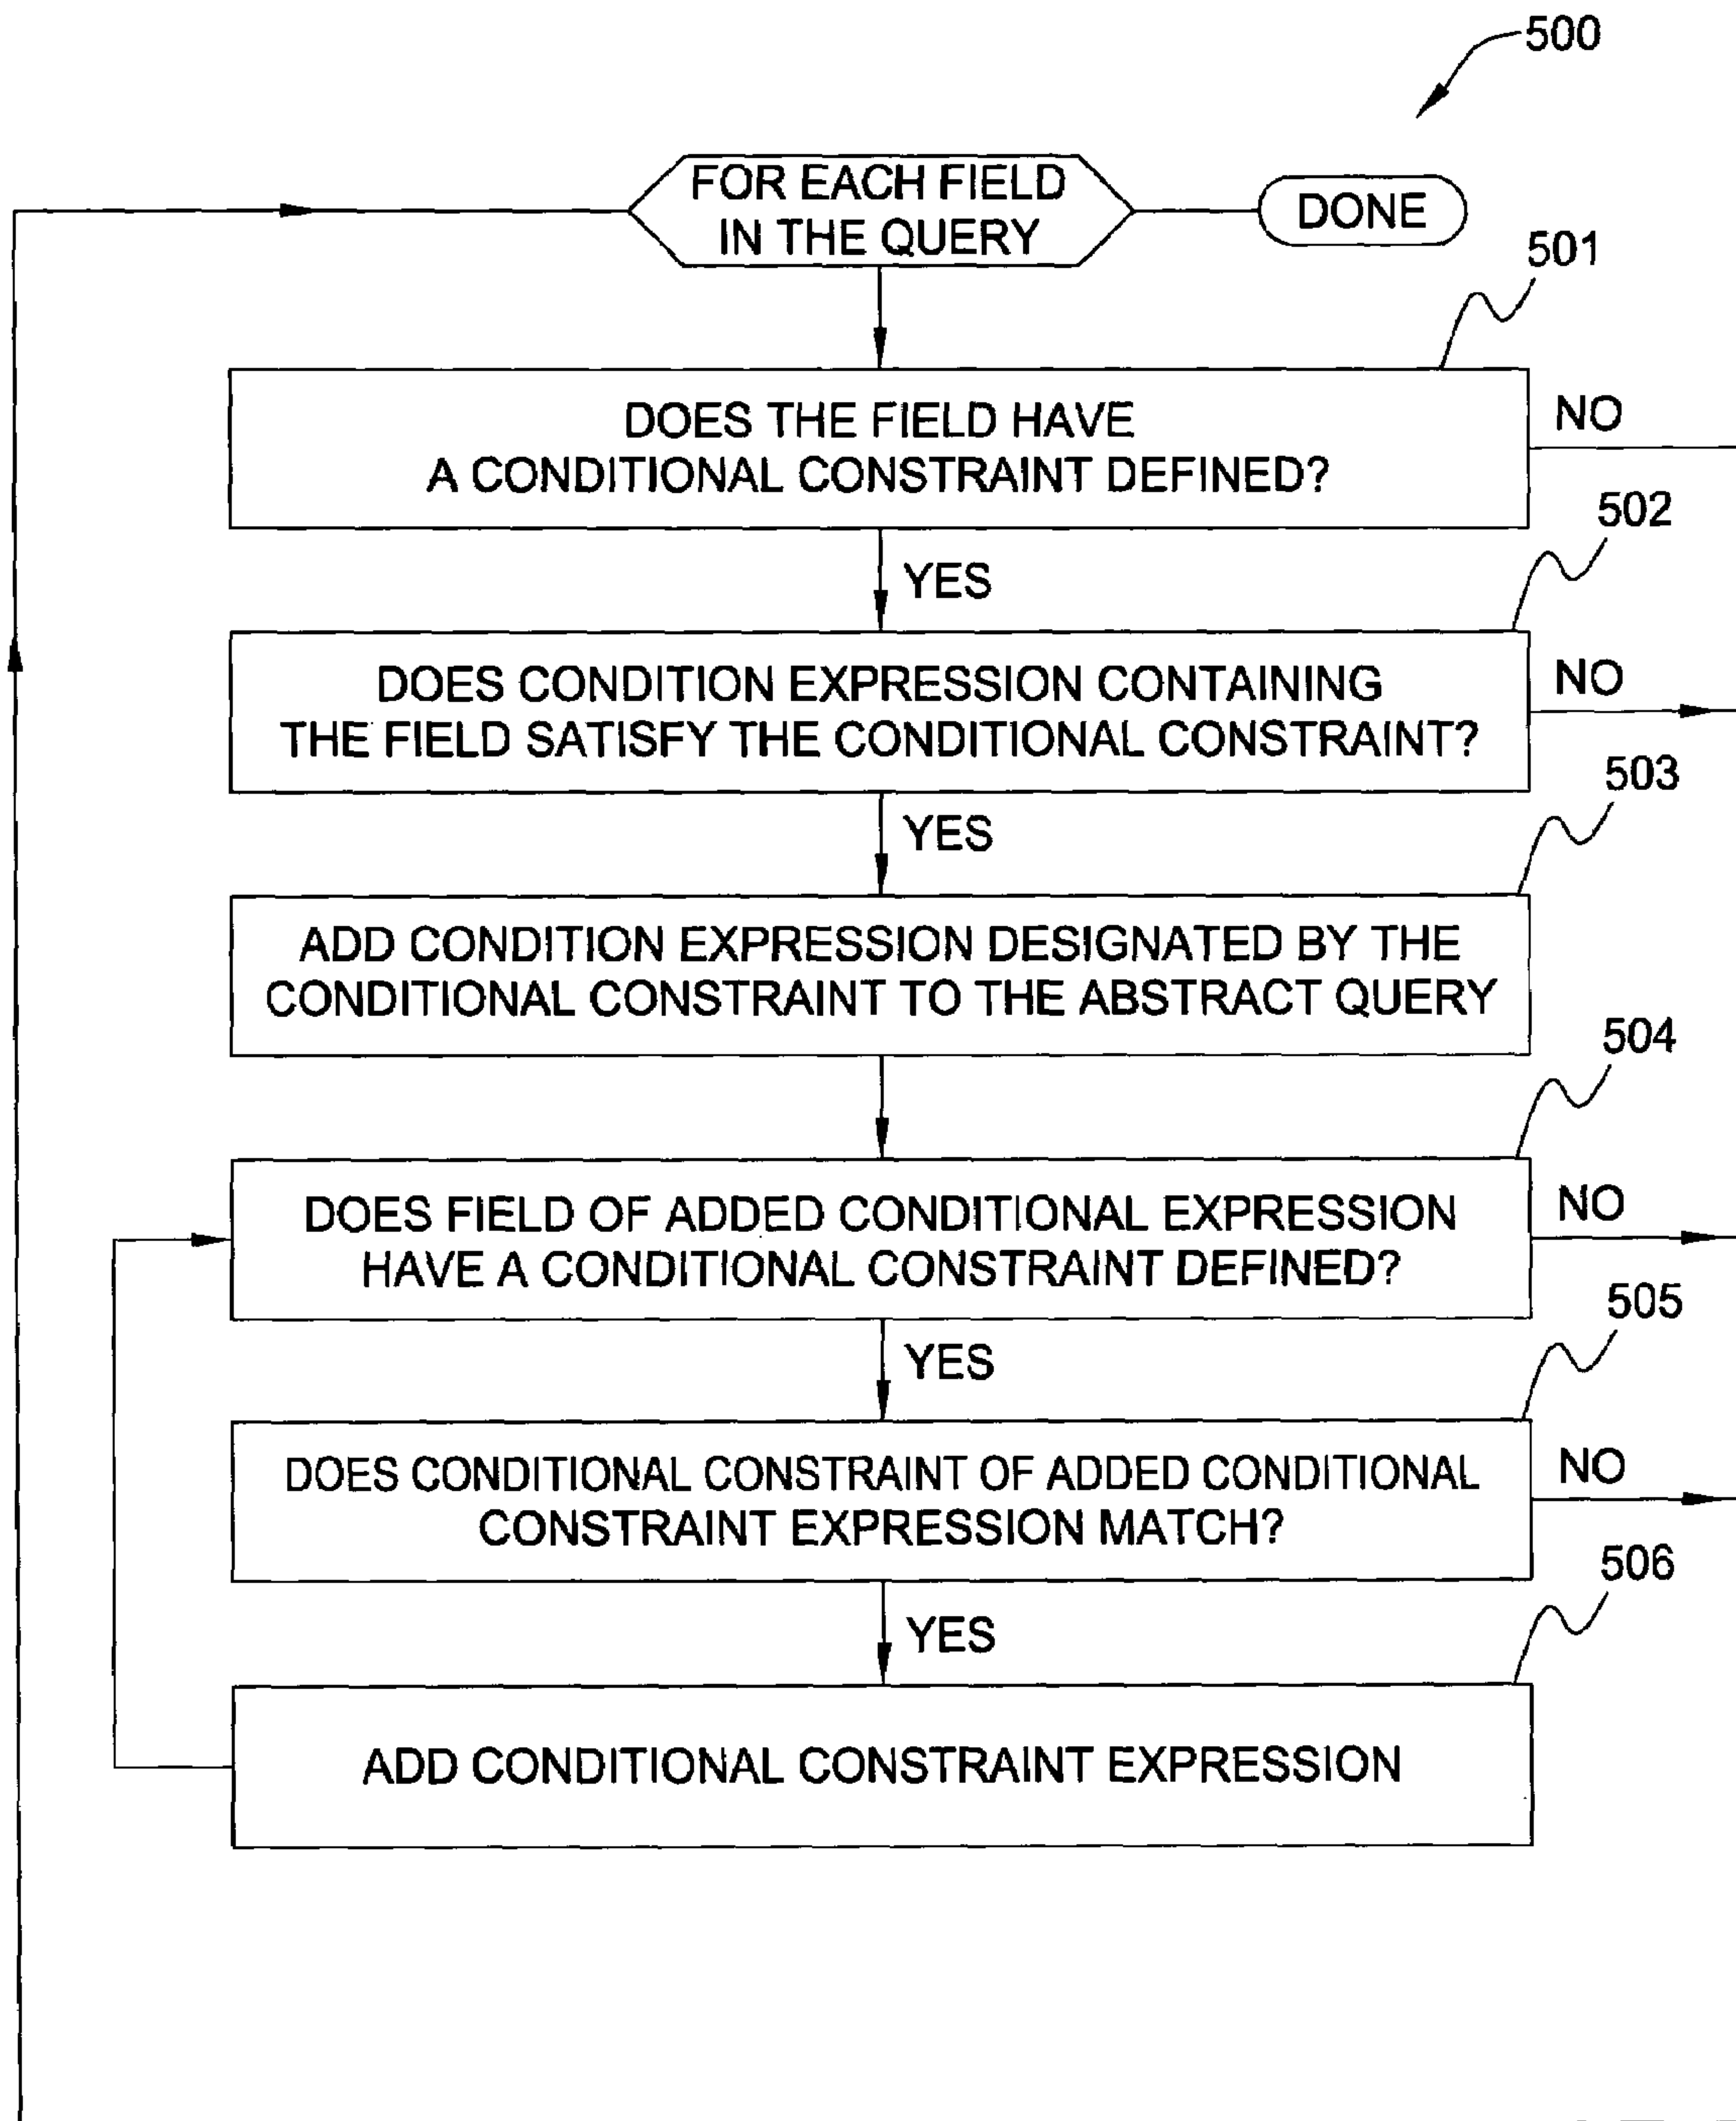 500
FOR EACH FIELD
IN THE QUERY
DONE
501
DOES THE FIELD HAVE
A CONDITIONAL CONSTRAINT DEFINED?
NO
502
YES
DOES CONDITION EXPRESSION CONTAINING
THE FIELD SATISFY THE CONDITIONAL CONSTRAINT?
NO
503
YES
ADD CONDITION EXPRESSION DESIGNATED BY THE
CONDITIONAL CONSTRAINT TO THE ABSTRACT QUERY
504
DOES FIELD OF ADDED CONDITIONAL EXPRESSION
HAVE A CONDITIONAL CONSTRAINT DEFINED?
NO
505
YES
DOES CONDITIONAL CONSTRAINT OF ADDED CONDITIONAL
CONSTRAINT EXPRESSION MATCH?
NO
506
YES
ADD CONDITIONAL CONSTRAINT EXPRESSION